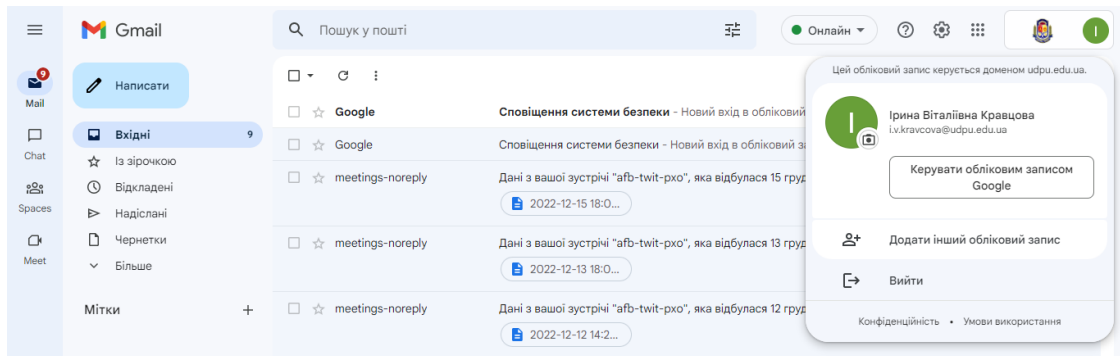 Gmail
Пошук у пошті
Онлайн
I
9
Mail
Chat
Spaces
Meet
Написати
Вхідні 9
Із зірочкою
Відкладені
Надіслані
Чернетки
Більше
Мітки
Google Сповіщення системи безпеки - Новий вхід в обліковий
Google Сповіщення системи безпеки - Новий вхід в обліковий за
meetings-noreply Дані з вашої зустрічі "afb-twit-pxo", яка відбулася 15 груд
2022-12-15 18:0...
meetings-noreply Дані з вашої зустрічі "afb-twit-pxo", яка відбулася 13 груд
2022-12-13 18:0...
meetings-noreply Дані з вашої зустрічі "afb-twit-pxo", яка відбулася 12 груд
2022-12-12 14:2...
Цей обліковий запис керується доменом udpu.edu.ua.
I
Ірина Віталіївна Кравцова
i.v.kravcova@udpu.edu.ua
Керувати обліковим записом
Google
Додати інший обліковий запис
Вийти
Конфіденційність • Умови використання